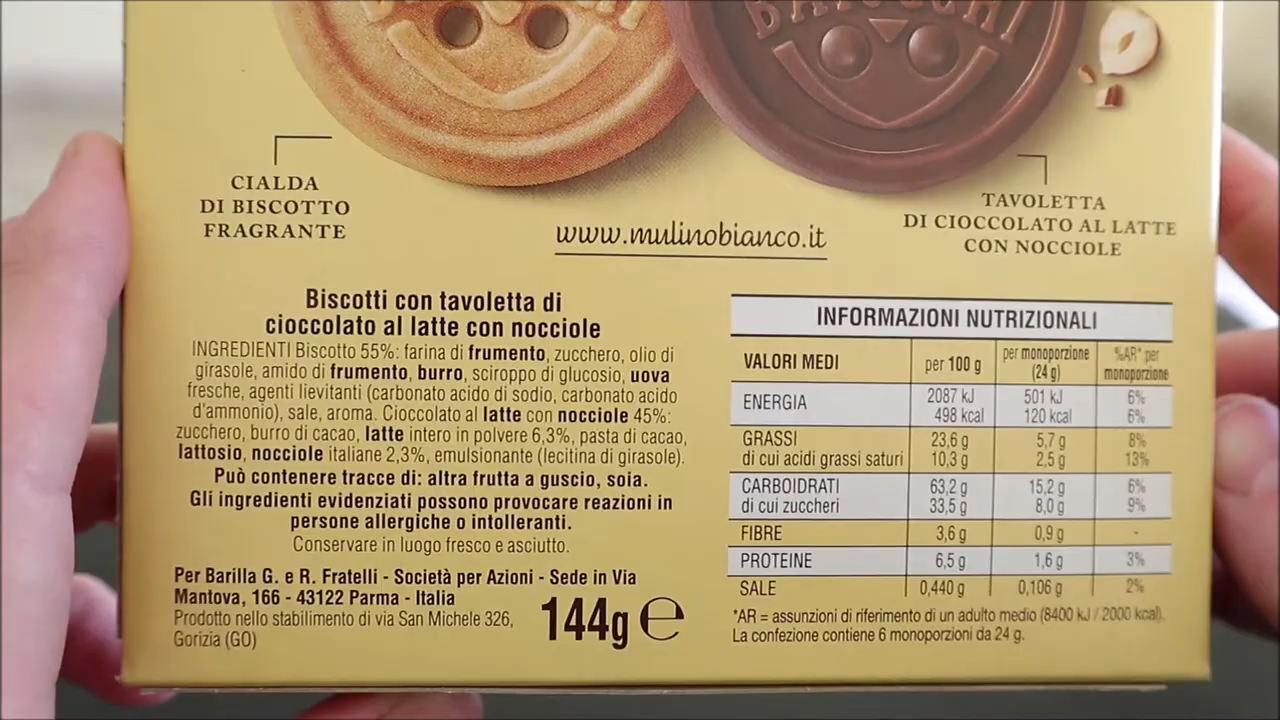 BAIOCCHI
CIALDA
DI BISCOTTO
FRAGRANTE
www.mulinobianco.it
TAVOLETTA
DI CIOCCOLATO AL LATTE
CON NOCCIOLE
Biscotti con tavoletta di
cioccolato al latte con nocciole
INGREDIENTI Biscotto 55%: farina di frumento, zucchero, olio di
girasole, amido di frumento, burro, sciroppo di glucosio, uova
fresche, agenti lievitanti (carbonato acido di sodio, carbonato acido
d'ammonio), sale, aroma. Cioccolato al latte con nocciole 45%:
zucchero, burro di cacao, latte intero in polvere 6,3%, pasta di cacao,
lattosio, nocciole italiane 2,3%, emulsionante (lecitina di girasole).
Può contenere tracce di: altra frutta a guscio, soia.
Gli ingredienti evidenziati possono provocare reazioni in
persone allergiche o intolleranti.
Conservare in luogo fresco e asciutto.
Per Barilla G. e R. Fratelli - Società per Azioni - Sede in Via
Mantova, 166 - 43122 Parma - Italia
Prodotto nello stabilimento di via San Michele 326,
Gorizia (GO)
144g ℮
INFORMAZIONI NUTRIZIONALI
VALORI MEDI per 100 g per monoporzione (24 g) %AR* per monoporzione
ENERGIA 2087 kJ 501 kJ 6%
498 kcal 120 kcal 6%
GRASSI 23,6 g 5,7 g 8%
di cui acidi grassi saturi 10,3 g 2,5 g 13%
CARBOIDRATI 63,2 g 15,2 g 6%
di cui zuccheri 33,5 g 8,0 g 9%
FIBRE 3,6 g 0,9 g -
PROTEINE 6,5 g 1,6 g 3%
SALE 0,440 g 0,106 g 2%
*AR = assunzioni di riferimento di un adulto medio (8400 kJ / 2000 kcal).
La confezione contiene 6 monoporzioni da 24 g.